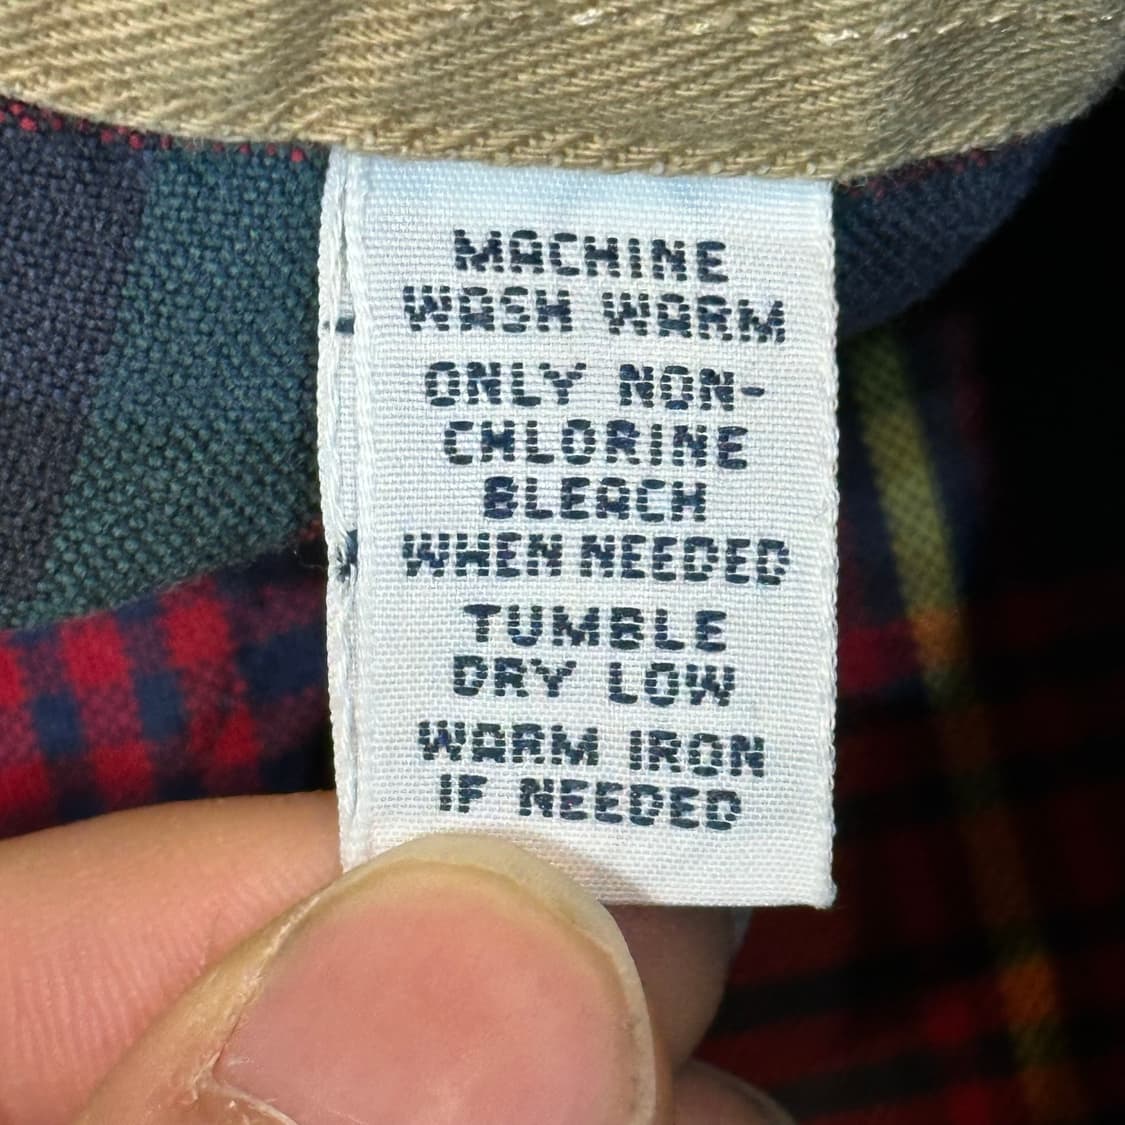 MACHINE
WASH WARM
ONLY NON-
CHLORINE
BLEACH
WHEN NEEDED
TUMBLE
DRY LOW
WARM IRON
IF NEEDED